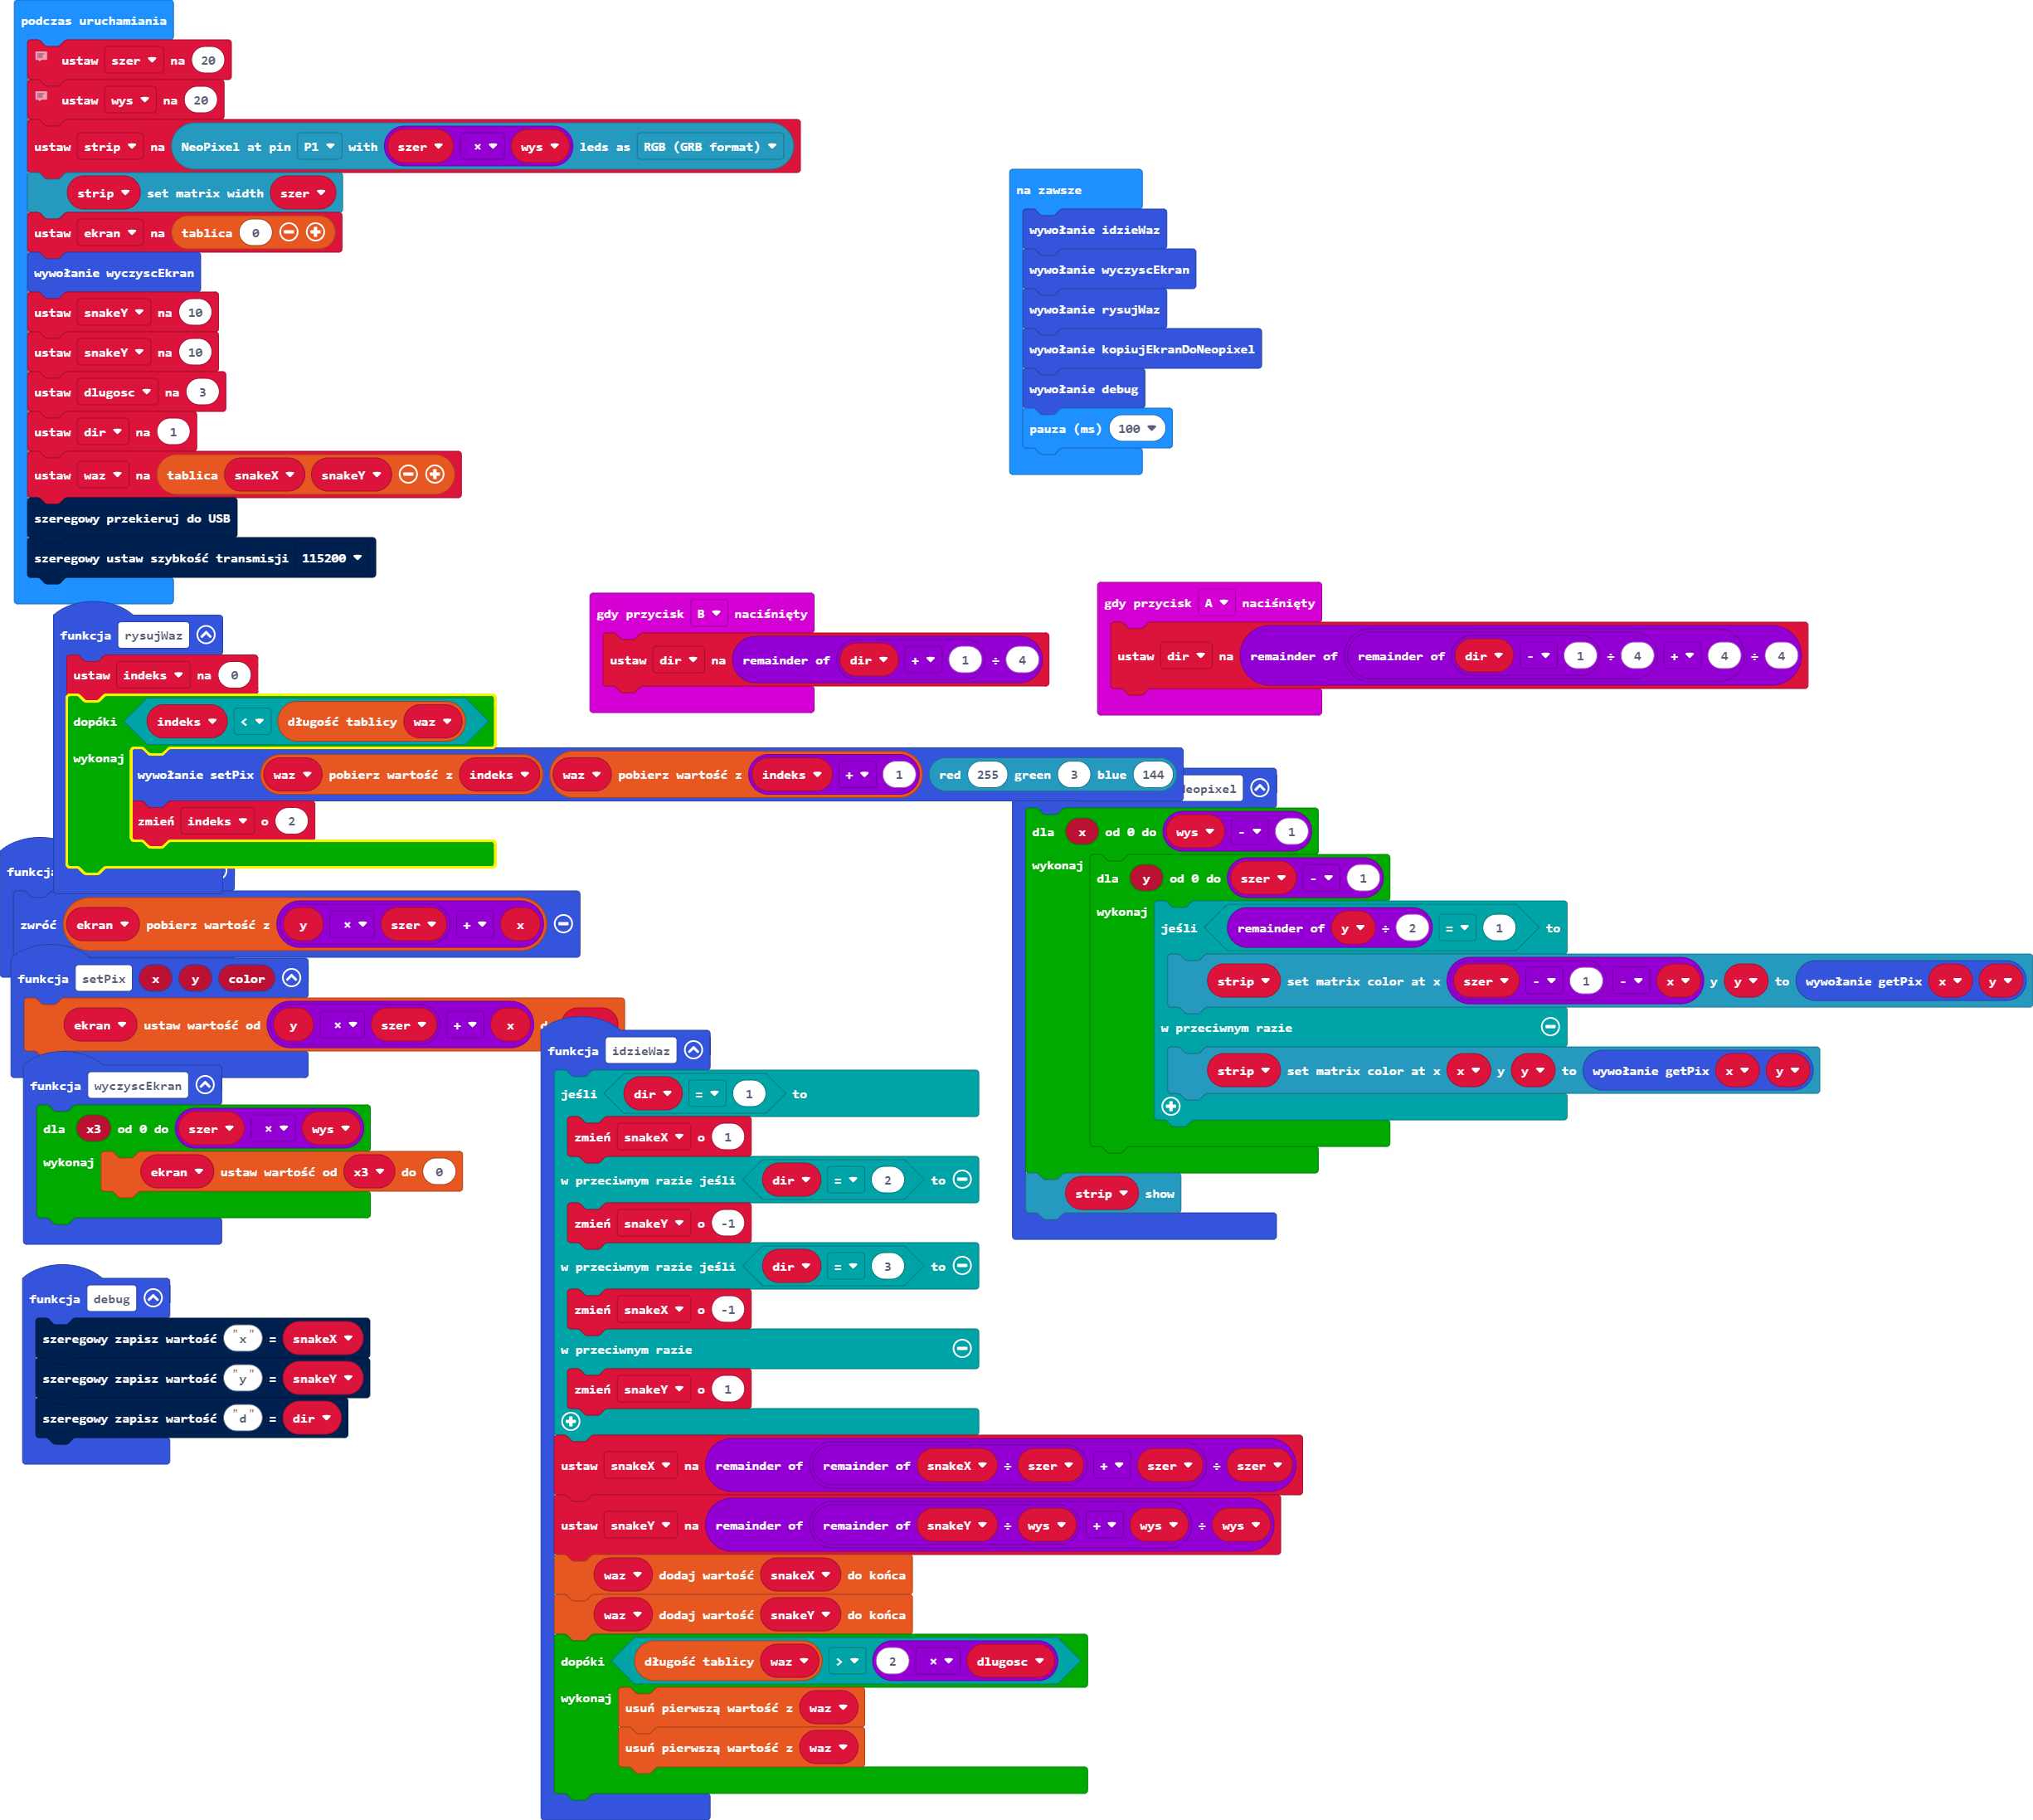 podczas uruchamiania
ustaw szer na 20
ustaw wys na 20
ustaw strip na NeoPixel at pin P1 with szer × wys leds as RGB (GRB format)
strip set matrix width szer
ustaw ekran na tablica 0
wywołanie wyczyscEkran
ustaw snakeY na 10
ustaw snakeY na 10
ustaw dlugosc na 3
ustaw dir na 1
ustaw waz na tablica snakeX snakeY
szeregowy przekieruj do USB
szeregowy ustaw szybkość transmisji 115200
na zawsze
wywołanie idzieWaz
wywołanie wyczyscEkran
wywołanie rysujWaz
wywołanie kopiujEkranDoNeopixel
wywołanie debug
pauza (ms) 100
gdy przycisk B naciśnięty
ustaw dir na remainder of dir + 1 ÷ 4
gdy przycisk A naciśnięty
ustaw dir na remainder of remainder of dir - 1 ÷ 4 + 4 ÷ 4
funkcja rysujWaz
ustaw indeks na 0
dopóki indeks < długość tablicy waz
wykonaj
wywołanie setPix waz pobierz wartość z indeks waz pobierz wartość z indeks + 1 red 255 green 3 blue 144
zmień indeks o 2
zwróć ekran pobierz wartość z y × szer + x
funkcja setPix x y color
ekran ustaw wartość od y × szer + x
funkcja wyczyscEkran
dla x3 od 0 do szer × wys
wykonaj
ekran ustaw wartość od x3 do 0
funkcja debug
szeregowy zapisz wartość "x" = snakeX
szeregowy zapisz wartość "y" = snakeY
szeregowy zapisz wartość "d" = dir
funkcja idzieWaz
jeśli dir = 1 to
zmień snakeX o 1
w przeciwnym razie jeśli dir = 2 to
zmień snakeY o -1
w przeciwnym razie jeśli dir = 3 to
zmień snakeX o -1
w przeciwnym razie
zmień snakeY o 1
ustaw snakeX na remainder of remainder of snakeX ÷ szer + szer ÷ szer
ustaw snakeY na remainder of remainder of snakeY ÷ wys + wys ÷ wys
waz dodaj wartość snakeX do końca
waz dodaj wartość snakeY do końca
dopóki długość tablicy waz > 2 × dlugosc
wykonaj
usuń pierwszą wartość z waz
usuń pierwszą wartość z waz
eopixel
dla x od 0 do wys - 1
wykonaj
dla y od 0 do szer - 1
wykonaj
jeśli remainder of y ÷ 2 = 1 to
strip set matrix color at x szer - 1 - x y y to wywołanie getPix x y
w przeciwnym razie
strip set matrix color at x x y y to wywołanie getPix x y
strip show